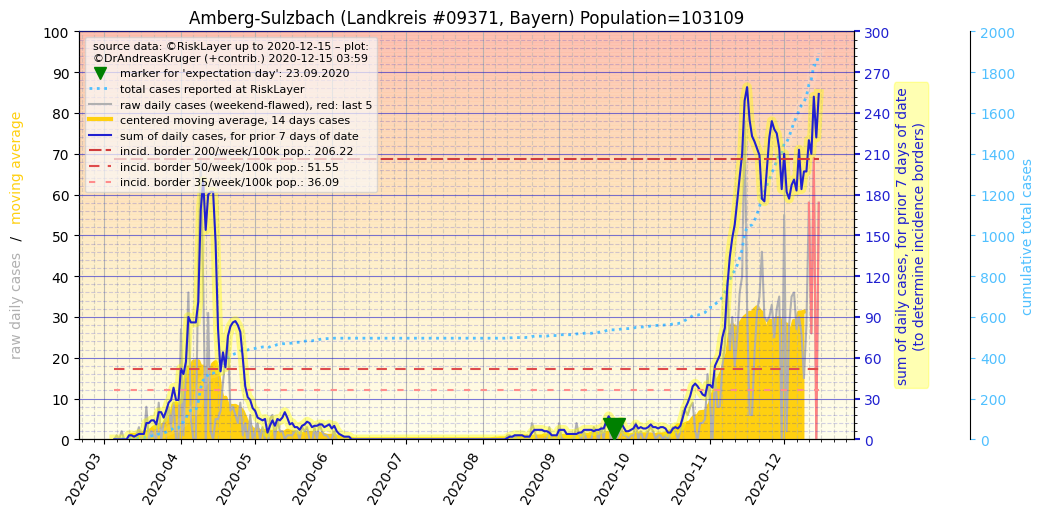 Amberg-Sulzbach (Landkreis #09371, Bayern) Population=103109
source data: ©RiskLayer up to 2020-12-15 – plot:
©DrAndreasKruger (+contrib.) 2020-12-15 03:59
marker for 'expectation day': 23.09.2020
total cases reported at RiskLayer
raw daily cases (weekend-flawed), red: last 5
centered moving average, 14 days cases
sum of daily cases, for prior 7 days of date
incid. border 200/week/100k pop.: 206.22
incid. border 50/week/100k pop.: 51.55
incid. border 35/week/100k pop.: 36.09
raw daily cases / moving average
100
90
80
70
60
50
40
30
20
10
0
2020-03
2020-04
2020-05
2020-06
2020-07
2020-08
2020-09
2020-10
2020-11
2020-12
300
270
240
210
180
150
120
90
60
30
0
sum of daily cases, for prior 7 days of date
(to determine incidence borders)
2000
1800
1600
1400
1200
1000
800
600
400
200
0
cumulative total cases